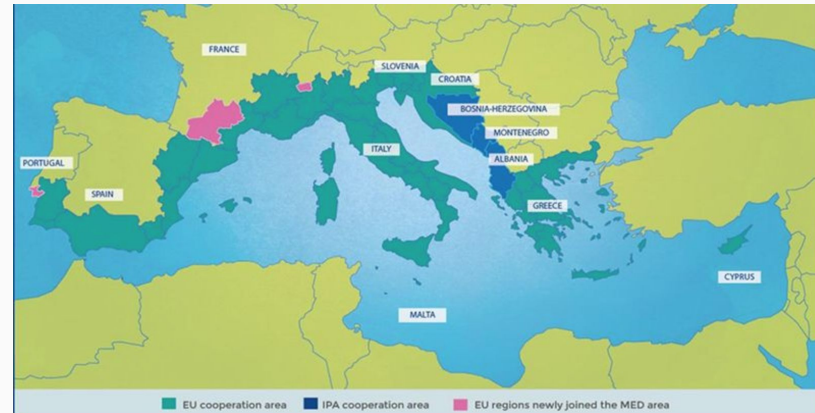 FRANCE
SLOVENIA
CROATIA
BOSNIA-HERZEGOVINA
MONTENEGRO
PORTUGAL
ITALY
ALBANIA
SPAIN
GREECE
CYPRUS
MALTA
EU cooperation area
IPA cooperation area
EU regions newly joined the MED area